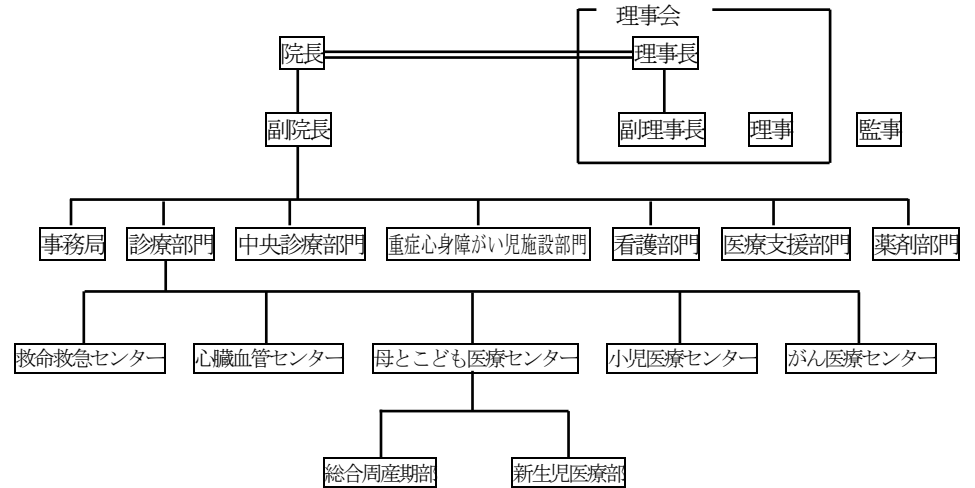 理事会
院長
理事長
副院長
副理事長
理事
監事
事務局
診療部門
中央診療部門
重症心身障がい児施設部門
看護部門
医療支援部門
薬剤部門
救命救急センター
心臓血管センター
母とこども医療センター
小児医療センター
がん医療センター
総合周産期部
新生児医療部